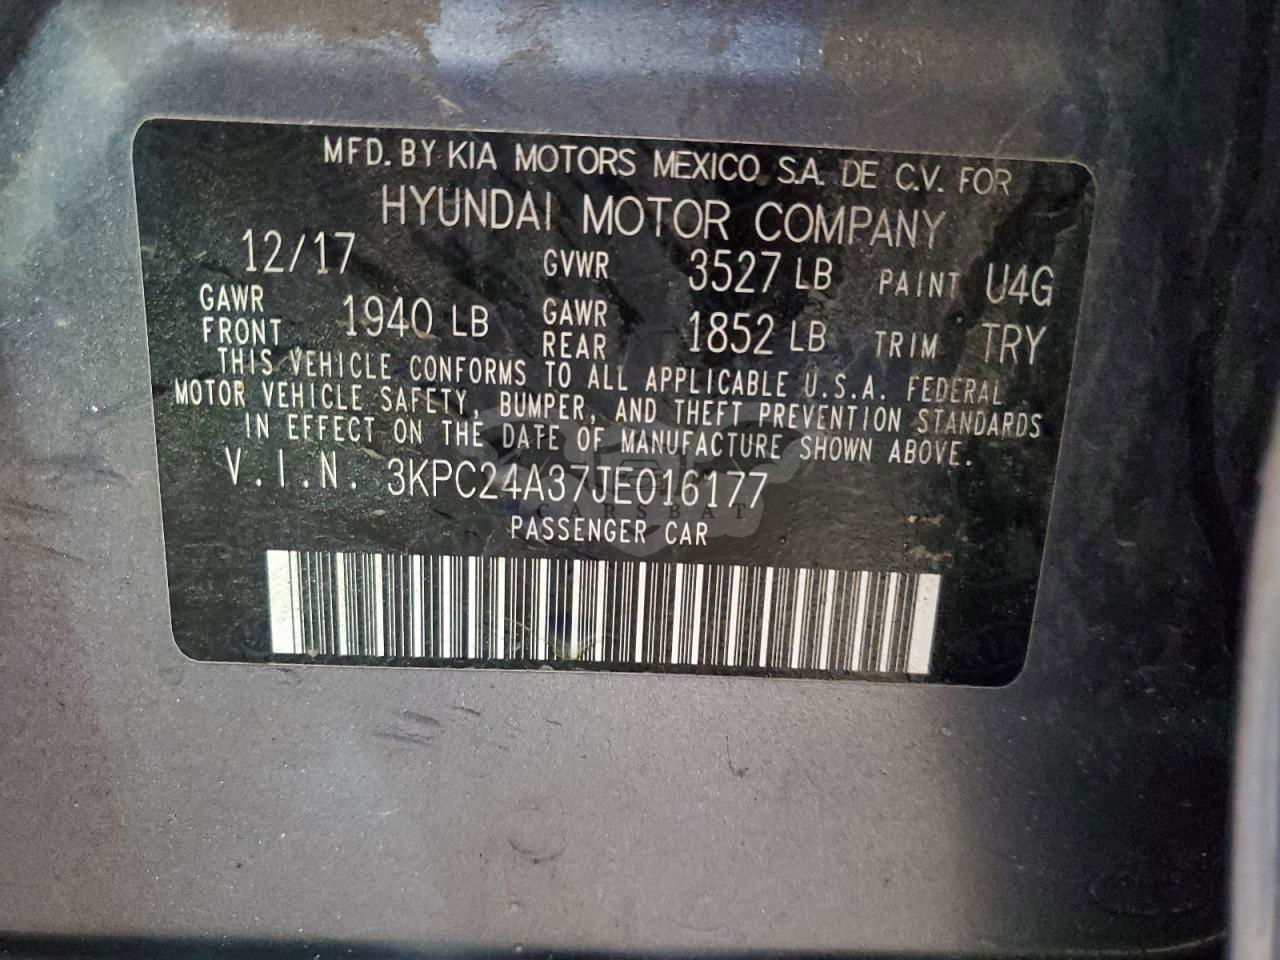 MFD. BY KIA MOTORS MEXICO S.A. DE C.V. FOR
HYUNDAI MOTOR COMPANY
12/17 GVWR 3527 LB PAINT U4G
GAWR FRONT 1940 LB GAWR REAR 1852 LB TRIM TRY
THIS VEHICLE CONFORMS TO ALL APPLICABLE U.S.A. FEDERAL
MOTOR VEHICLE SAFETY, BUMPER, AND THEFT PREVENTION STANDARDS
IN EFFECT ON THE DATE OF MANUFACTURE SHOWN ABOVE.
V.I.N. 3KPC24A37JE016177
CARSBAT
PASSENGER CAR